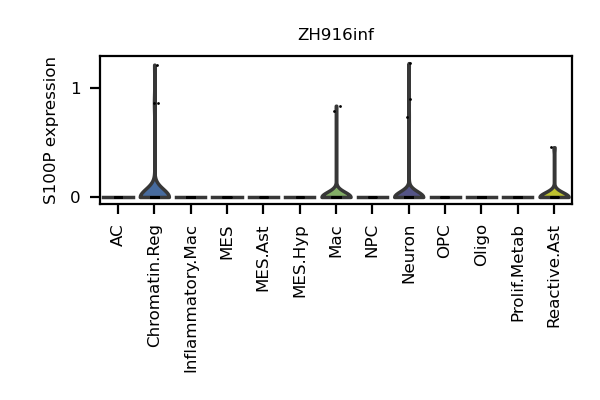 ZH916inf
S100P expression
1
0
AC
Chromatin.Reg
Inflammatory.Mac
MES
MES.Ast
MES.Hyp
Mac
NPC
Neuron
OPC
Oligo
Prolif.Metab
Reactive.Ast